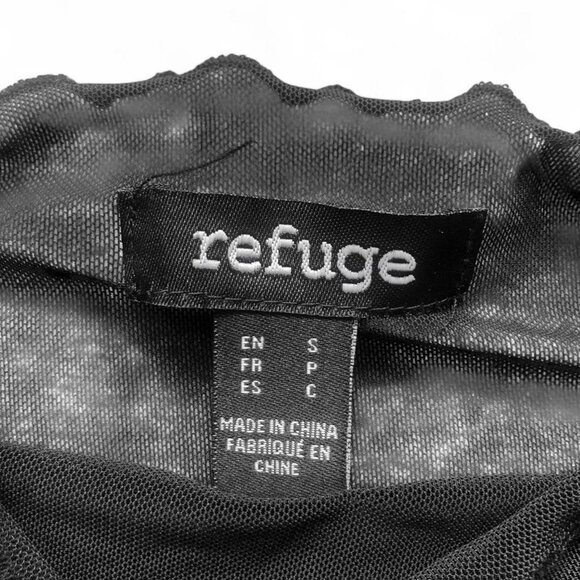 refuge
EN S
FR P
ES C
MADE IN CHINA
FABRIQUÉ EN
CHINE